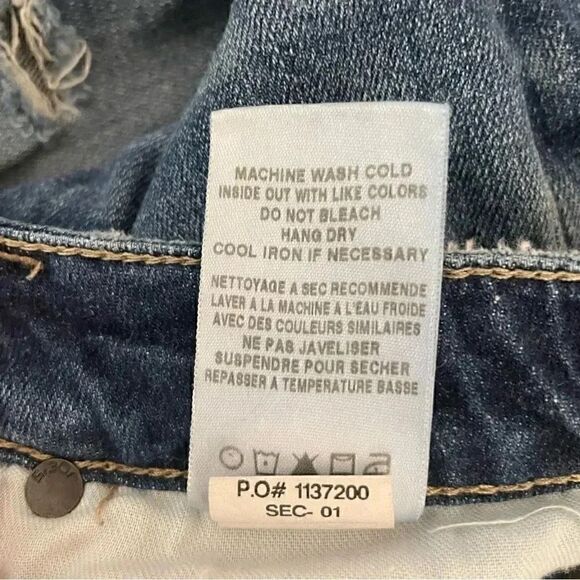 MACHINE WASH COLD
INSIDE OUT WITH LIKE COLORS
DO NOT BLEACH
HANG DRY
COOL IRON IF NECESSARY
NETTOYAGE A SEC RECOMMENDE
LAVER A LA MACHINE A L'EAU FROIDE
AVEC DES COULEURS SIMILAIRES
NE PAS JAVELISER
SUSPENDRE POUR SECHER
REPASSER A TEMPERATURE BASSE
P.O# 1137200
SEC- 01